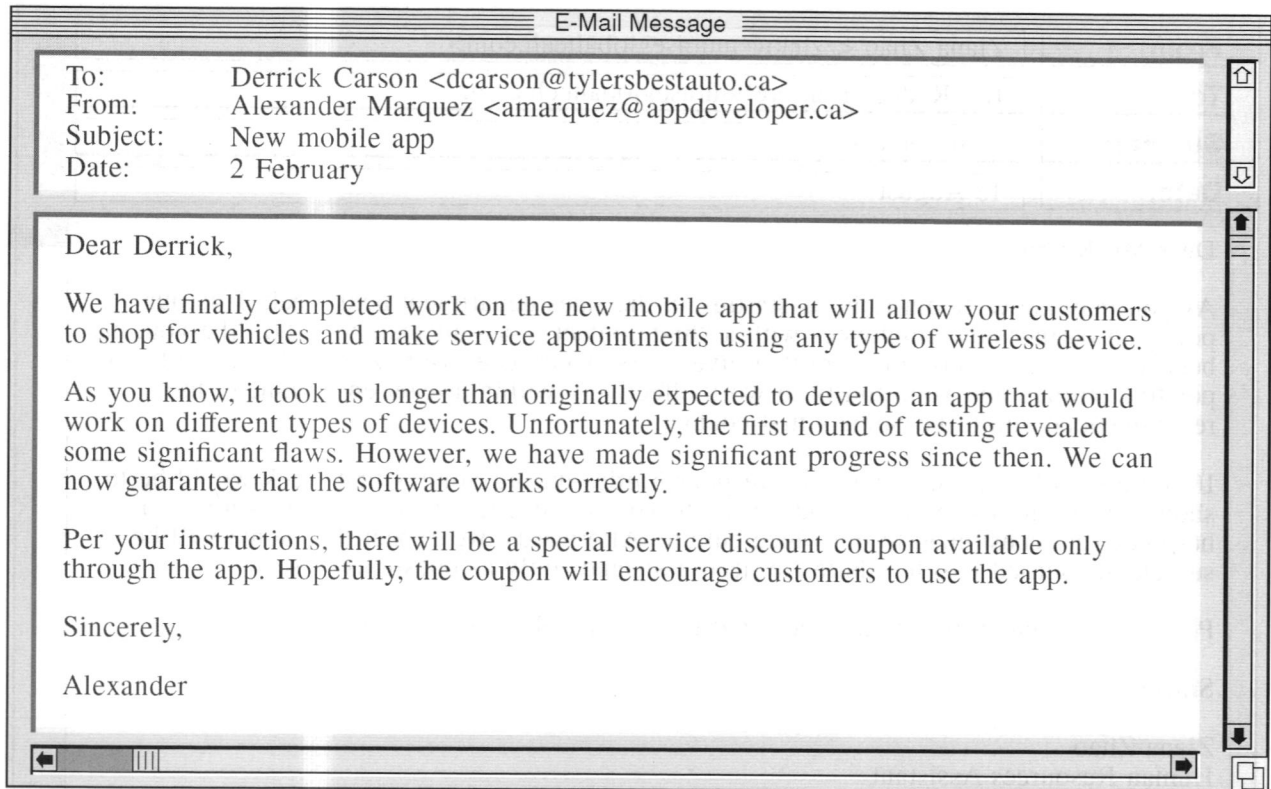 E-Mail Message
To: Derrick Carson <dcarson@tylersbestauto.ca>
From: Alexander Marquez <amarquez@appdeveloper.ca>
Subject: New mobile app
Date: 2 February
Dear Derrick,
We have finally completed work on the new mobile app that will allow your customers
to shop for vehicles and make service appointments using any type of wireless device.
As you know, it took us longer than originally expected to develop an app that would
work on different types of devices. Unfortunately, the first round of testing revealed
some significant flaws. However, we have made significant progress since then. We can
now guarantee that the software works correctly.
Per your instructions, there will be a special service discount coupon available only
through the app. Hopefully, the coupon will encourage customers to use the app.
Sincerely,
Alexander